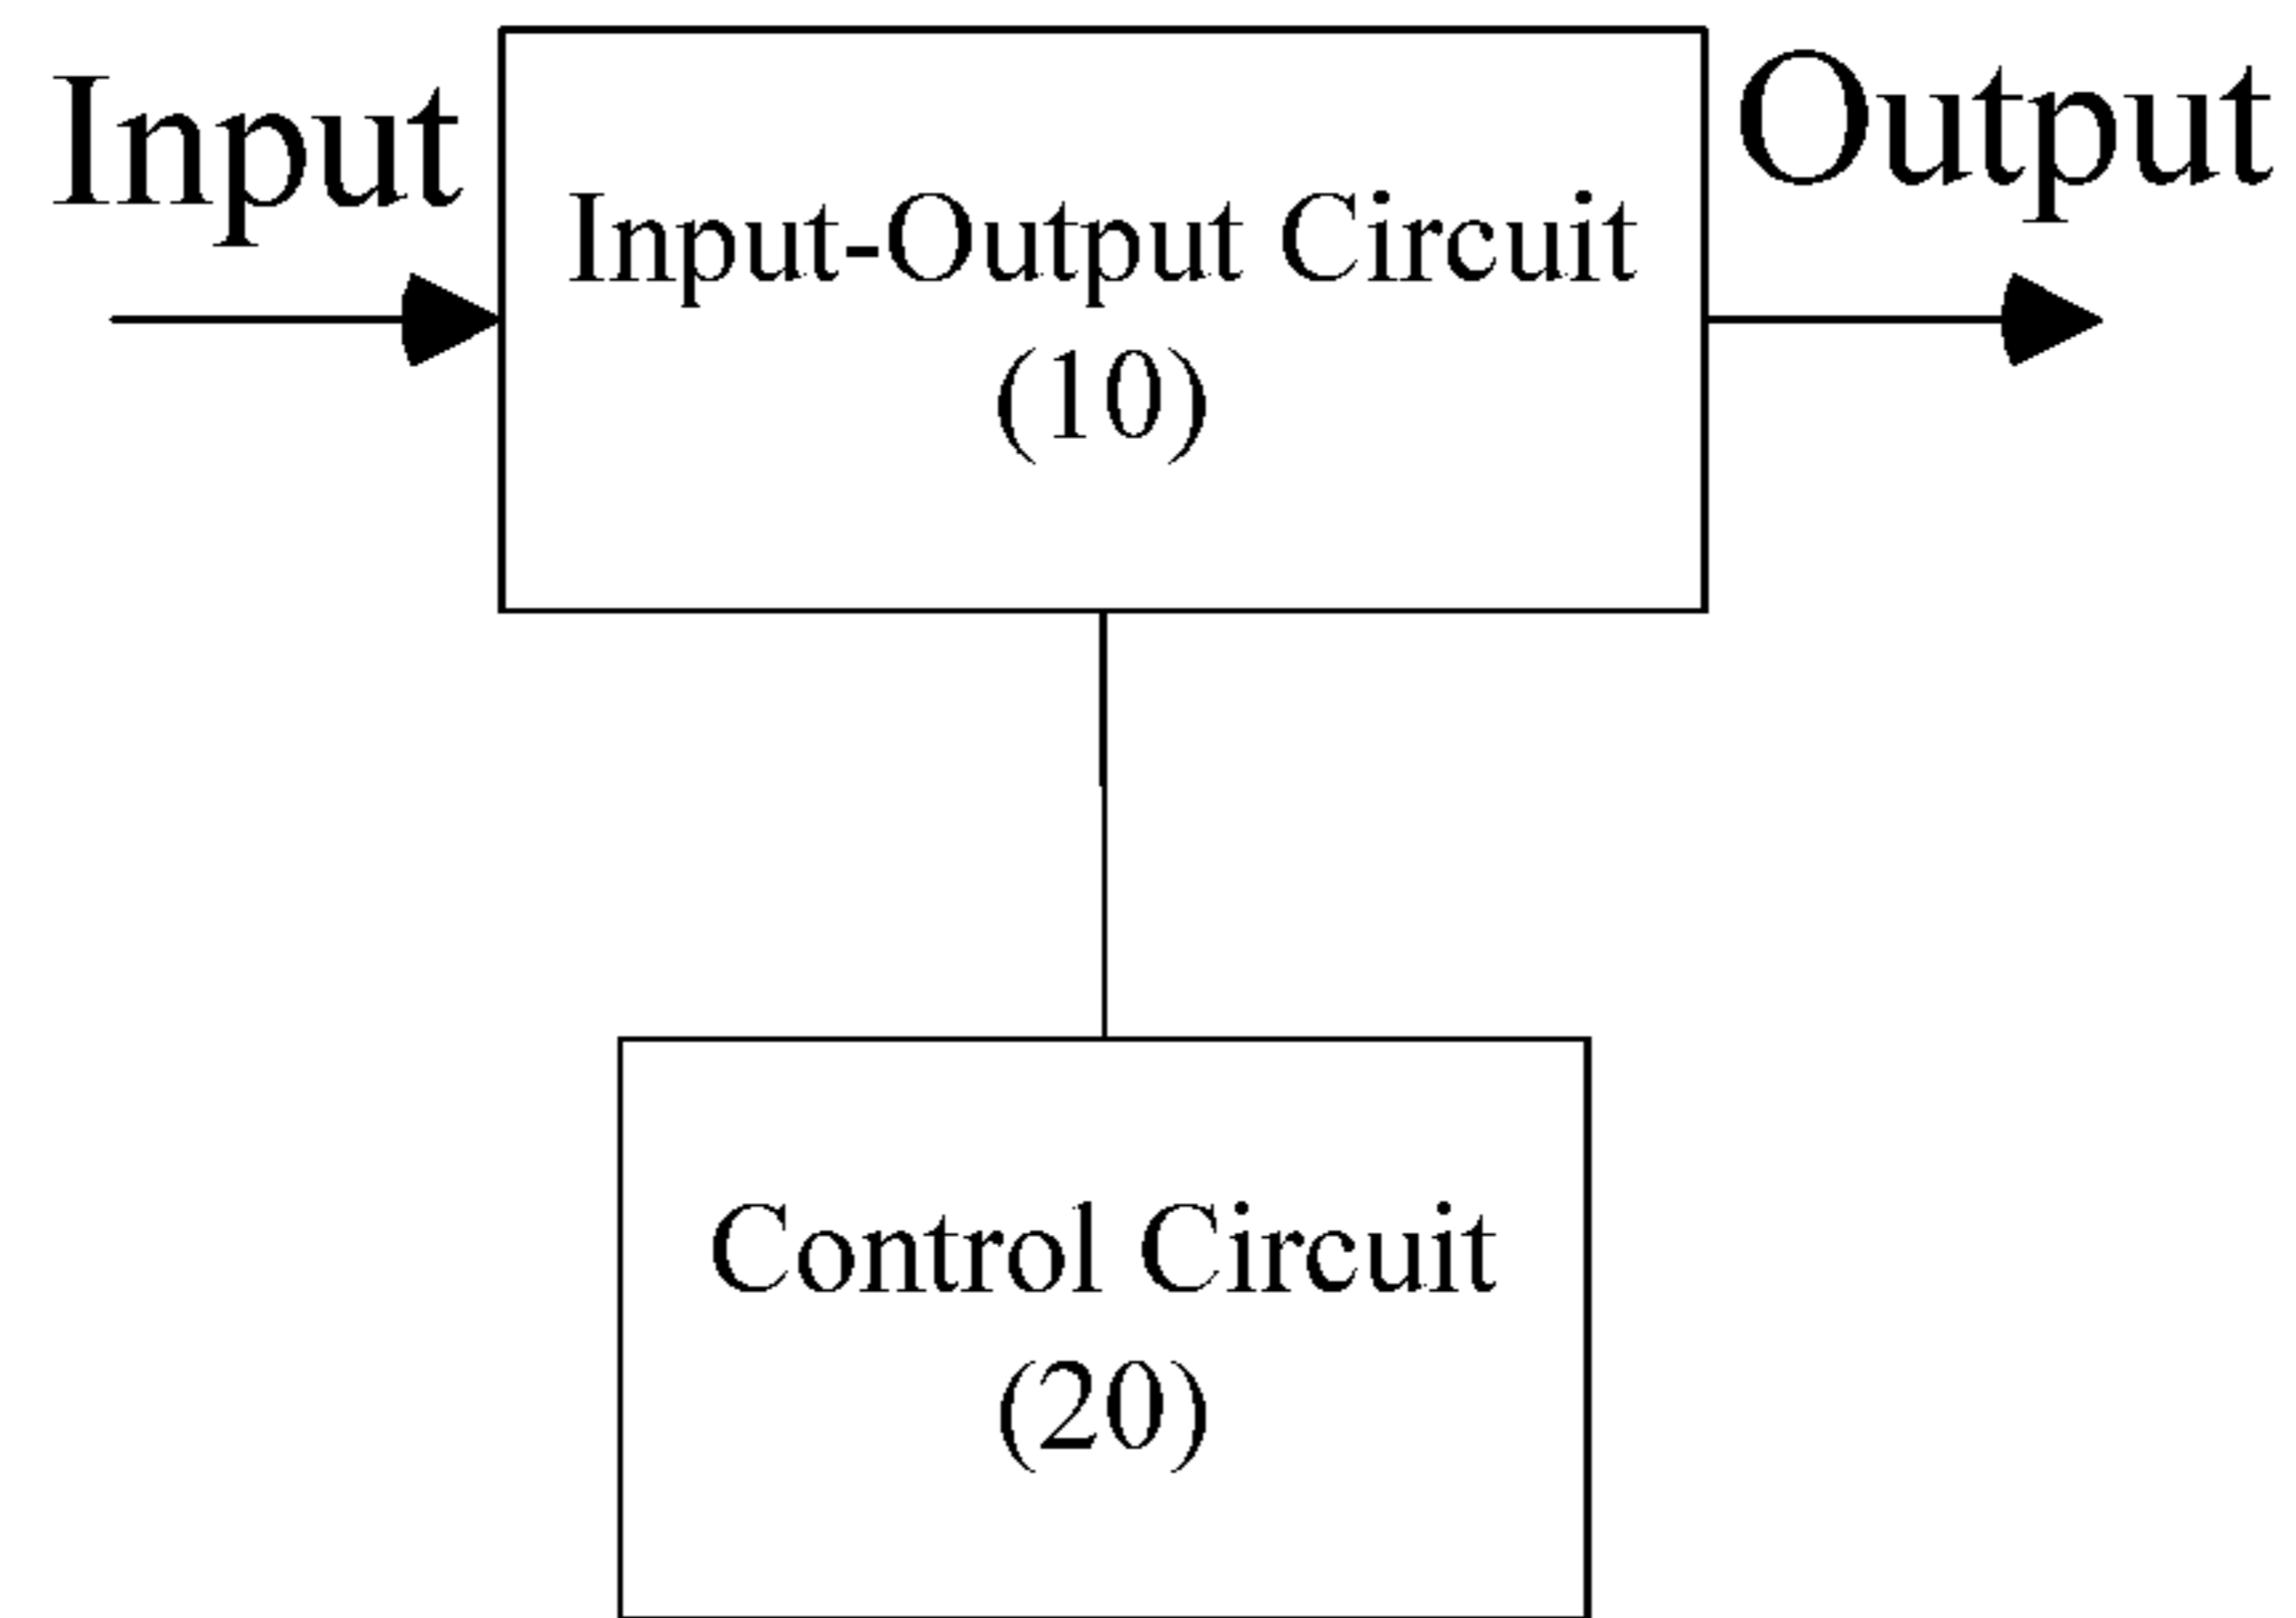 Input
Output
Input-Output Circuit
(10)
Control Circuit
(20)